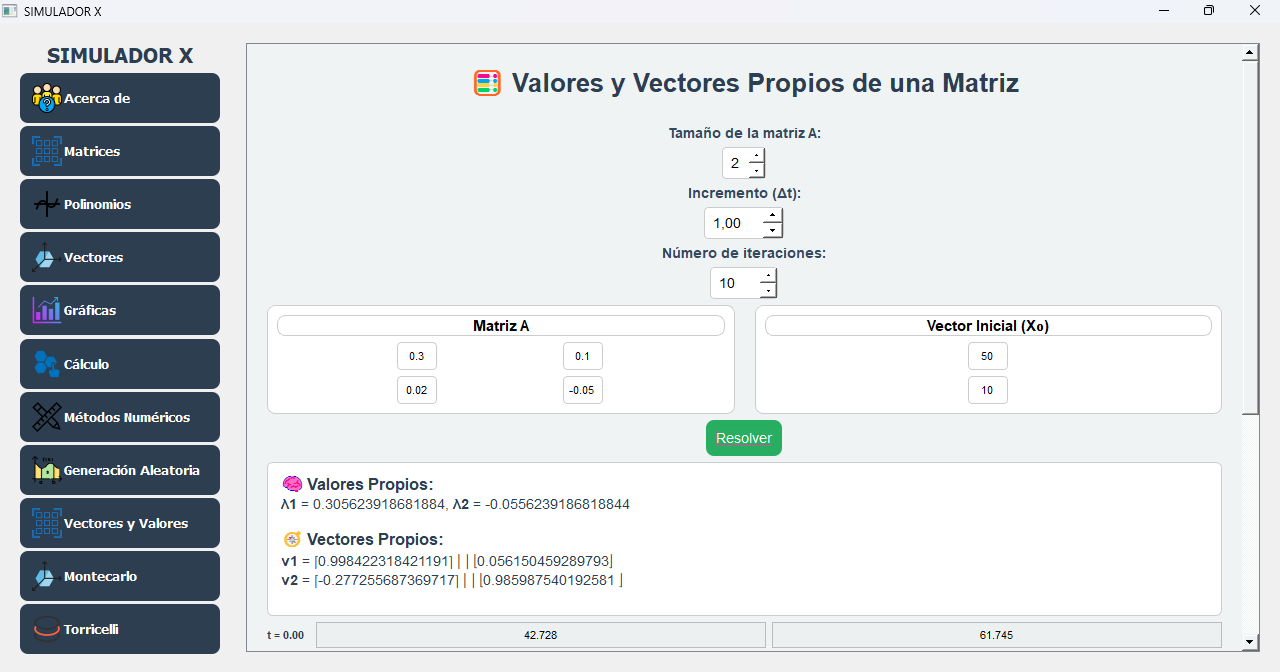 SIMULADOR X
SIMULADOR X
Acerca de
Matrices
Polinomios
Vectores
Gráficas
Cálculo
Métodos Numéricos
Generación Aleatoria
Vectores y Valores
Montecarlo
Torricelli
Valores y Vectores Propios de una Matriz
Tamaño de la matriz A:
2
Incremento (Δt):
1,00
Número de iteraciones:
10
Matriz A
0.3 0.1
0.02 -0.05
Vector Inicial (X₀)
50
10
Resolver
Valores Propios:
Λ1 = 0.305623918681884, Λ2 = -0.0556239186818844
Vectores Propios:
v1 = ⌈0.998422318421191⌉ | | ⌊0.056150459289793⌋
v2 = ⌈-0.277255687369717⌉ | | ⌊0.985987540192581 ⌋
t = 0.00 42.728 61.745